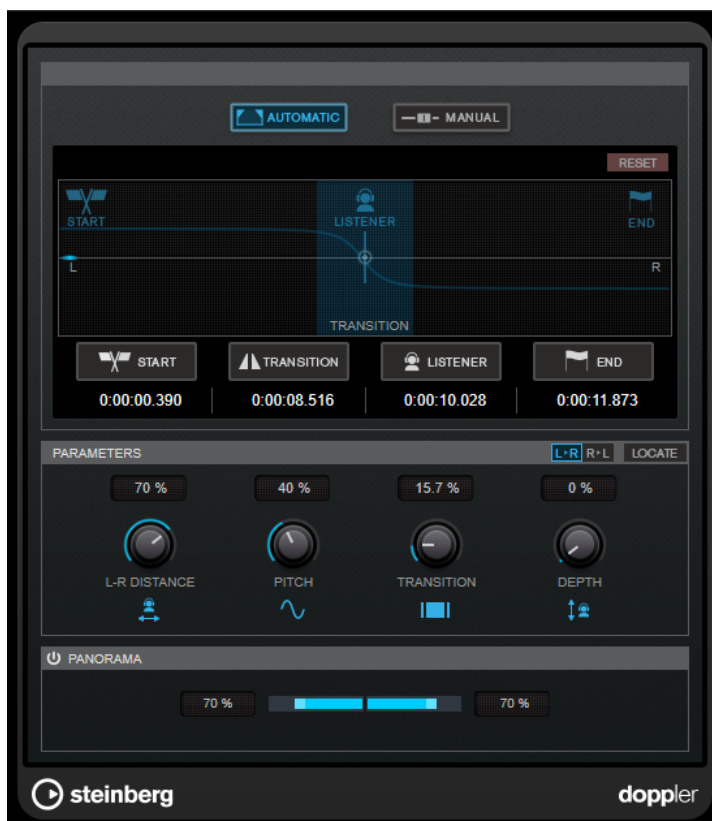 AUTOMATIC MANUAL
RESET
START LISTENER END
L R
TRANSITION
START TRANSITION LISTENER END
0:00:00.390 0:00:08.516 0:00:10.028 0:00:11.873
PARAMETERS L▸R R▸L LOCATE
70 % 40 % 15.7 % 0 %
L-R DISTANCE PITCH TRANSITION DEPTH
PANORAMA
70 % 70 %
steinberg doppler